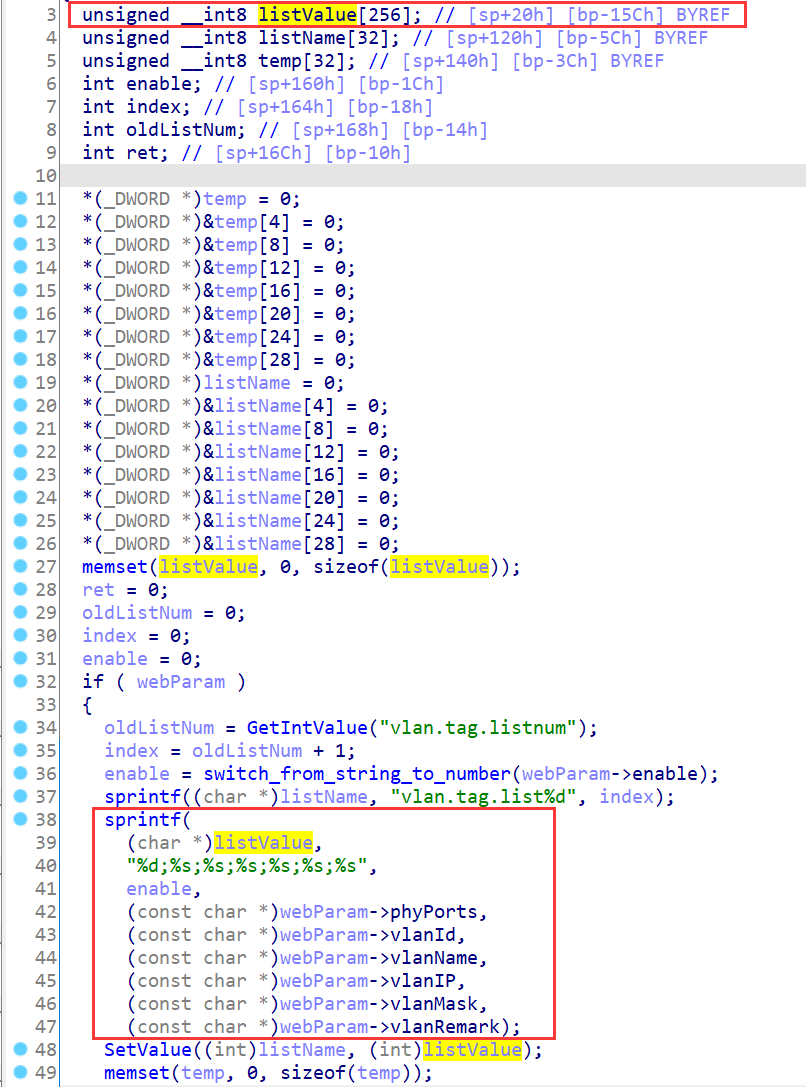 3 unsigned __int8 listValue[256]; // [sp+20h] [bp-15Ch] BYREF
4 unsigned __int8 listName[32]; // [sp+120h] [bp-5Ch] BYREF
5 unsigned __int8 temp[32]; // [sp+140h] [bp-3Ch] BYREF
6 int enable; // [sp+160h] [bp-1Ch]
7 int index; // [sp+164h] [bp-18h]
8 int oldListNum; // [sp+168h] [bp-14h]
9 int ret; // [sp+16Ch] [bp-10h]
10
11 *(_DWORD *)temp = 0;
12 *(_DWORD *)&temp[4] = 0;
13 *(_DWORD *)&temp[8] = 0;
14 *(_DWORD *)&temp[12] = 0;
15 *(_DWORD *)&temp[16] = 0;
16 *(_DWORD *)&temp[20] = 0;
17 *(_DWORD *)&temp[24] = 0;
18 *(_DWORD *)&temp[28] = 0;
19 *(_DWORD *)listName = 0;
20 *(_DWORD *)&listName[4] = 0;
21 *(_DWORD *)&listName[8] = 0;
22 *(_DWORD *)&listName[12] = 0;
23 *(_DWORD *)&listName[16] = 0;
24 *(_DWORD *)&listName[20] = 0;
25 *(_DWORD *)&listName[24] = 0;
26 *(_DWORD *)&listName[28] = 0;
27 memset(listValue, 0, sizeof(listValue));
28 ret = 0;
29 oldListNum = 0;
30 index = 0;
31 enable = 0;
32 if ( webParam )
33 {
34 oldListNum = GetIntValue("vlan.tag.listnum");
35 index = oldListNum + 1;
36 enable = switch_from_string_to_number(webParam->enable);
37 sprintf((char *)listName, "vlan.tag.list%d", index);
38 sprintf(
39 (char *)listValue,
40 "%d;%s;%s;%s;%s;%s;%s",
41 enable,
42 (const char *)webParam->phyPorts,
43 (const char *)webParam->vlanId,
44 (const char *)webParam->vlanName,
45 (const char *)webParam->vlanIP,
46 (const char *)webParam->vlanMask,
47 (const char *)webParam->vlanRemark);
48 SetValue((int)listName, (int)listValue);
49 memset(temp, 0, sizeof(temp));